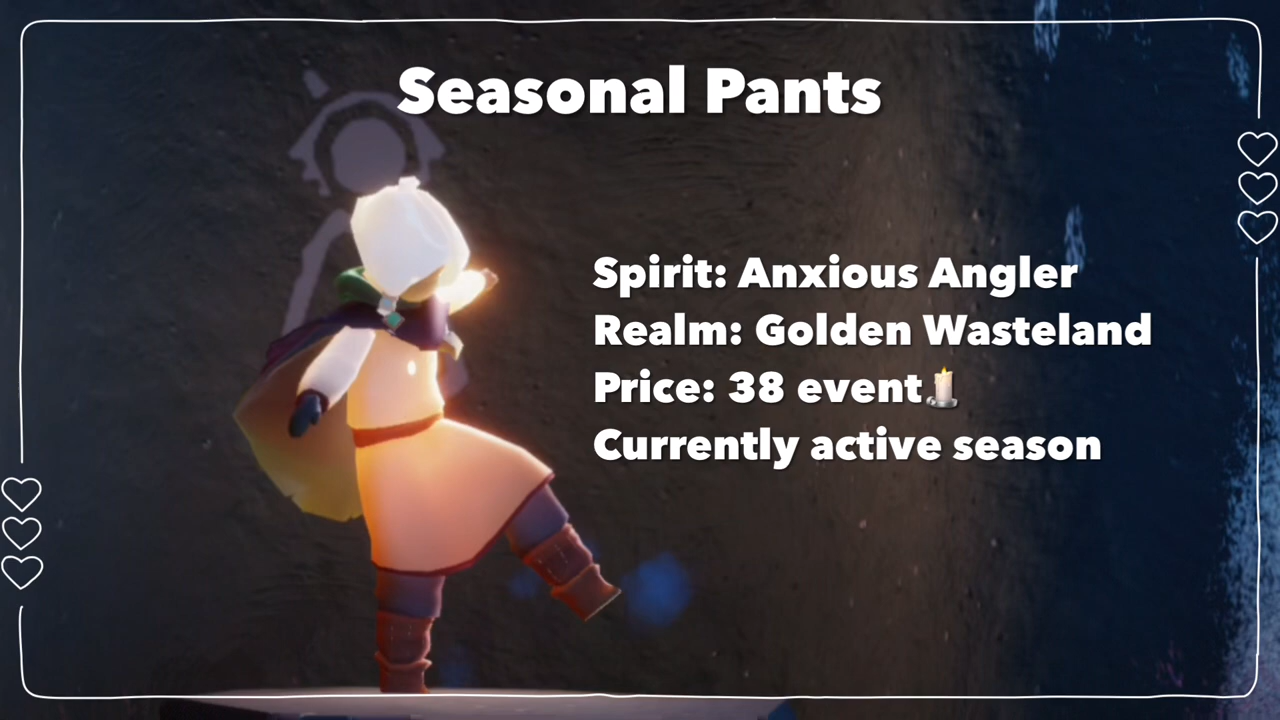 Seasonal Pants
Spirit: Anxious Angler
Realm: Golden Wasteland
Price: 38 event🕯️
Currently active season